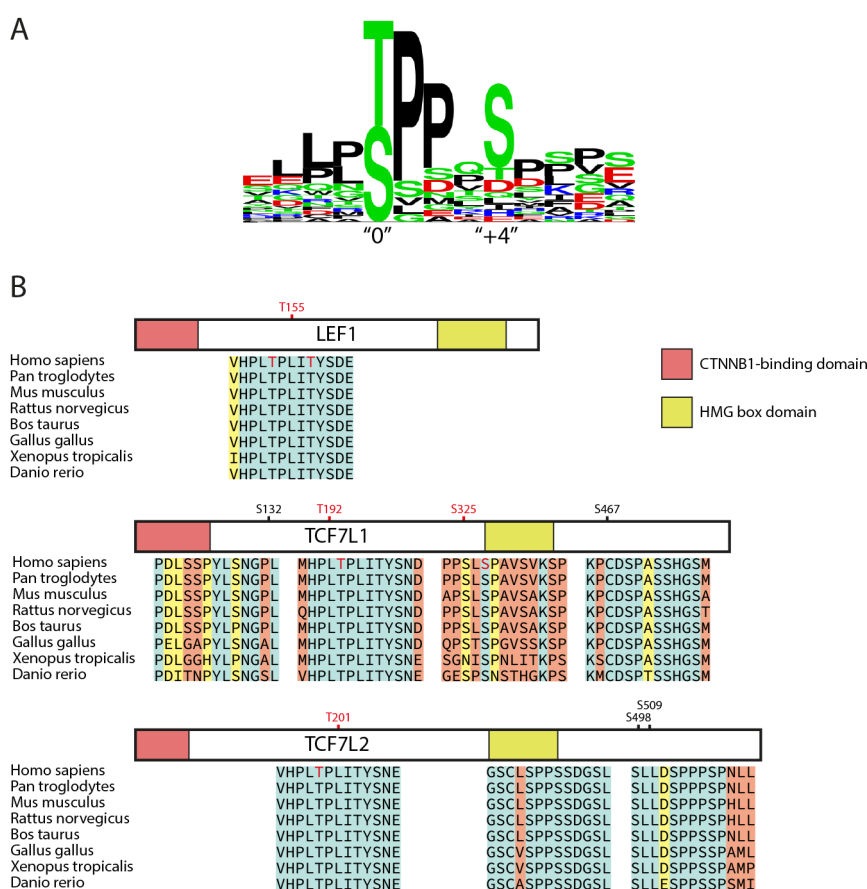 A
T P P S
S
"0" "+4"
B
T155
LEF1
Homo sapiens VHPLTPLITYSDE
Pan troglodytes VHPLTPLITYSDE
Mus musculus VHPLTPLITYSDE
Rattus norvegicus VHPLTPLITYSDE
Bos taurus VHPLTPLITYSDE
Gallus gallus VHPLTPLITYSDE
Xenopus tropicalis IHPLTPLITYSDE
Danio rerio VHPLTPLITYSDE
CTNNB1-binding domain
HMG box domain
S132 T192 S325 S467
TCF7L1
Homo sapiens PDLSSPYLSNGPL MHPLTPLITYSND PPSLSPAVSVKSP KPCDSPASSHGSM
Pan troglodytes PDLSSPYLSNGPL MHPLTPLITYSND PPSLSPAVSVKSP KPCDSPASSHGSM
Mus musculus PDLSSPYLSNGPL MHPLTPLITYSND APSLSPAVSAKSP KPCDSPASSHGSA
Rattus norvegicus PDLSSPYLSNGPL QHPLTPLITYSND PPSLSPAVSAKSP KPCDSPASSHGST
Bos taurus PDLSSPYLSNGPL MHPLTPLITYSND PPSLSPAVSAKSP KPCDSPASSHGSM
Gallus gallus PELGAPYLSNGAL MHPLTPLITYSND QPSTSPGVSSKSP KPCDSPASSHGSM
Xenopus tropicalis PDLGGHYLPNGAL MHPLTPLITYSNE SGNISPNLITKPS KSCDSPASSHGSM
Danio rerio PDITNPYLSNGSL VHPLTPLITYSNE GESPSNSTHGKPS KMCDSPTSSHGSM
S509
T201 S498
TCF7L2
Homo sapiens VHPLTPLITYSNE GSCLSPPSSDGSL SLLDSPPPSPNLL
Pan troglodytes VHPLTPLITYSNE GSCLSPPSSDGSL SLLDSPPPSPHLL
Mus musculus VHPLTPLITYSNE GSCLSPPSSDGSL SLLDSPPPSPHLL
Rattus norvegicus VHPLTPLITYSNE GSCLSPPSSDGSL SLLDSPPPSPHLL
Bos taurus VHPLTPLITYSNE GSCLSPPSSDGSL SLLDSPPPSPNLL
Gallus gallus VHPLTPLITYSNE GSCVSPPSSDGSL SLLDSPPPSPAML
Xenopus tropicalis VHPLTPLITYSNE GSCVSPPSSDGSL SLLDSPPPSPAMP
Danio rerio VHPLTPLITYSNE GSCASPPSSDGSL SLLESPPPSPSMI